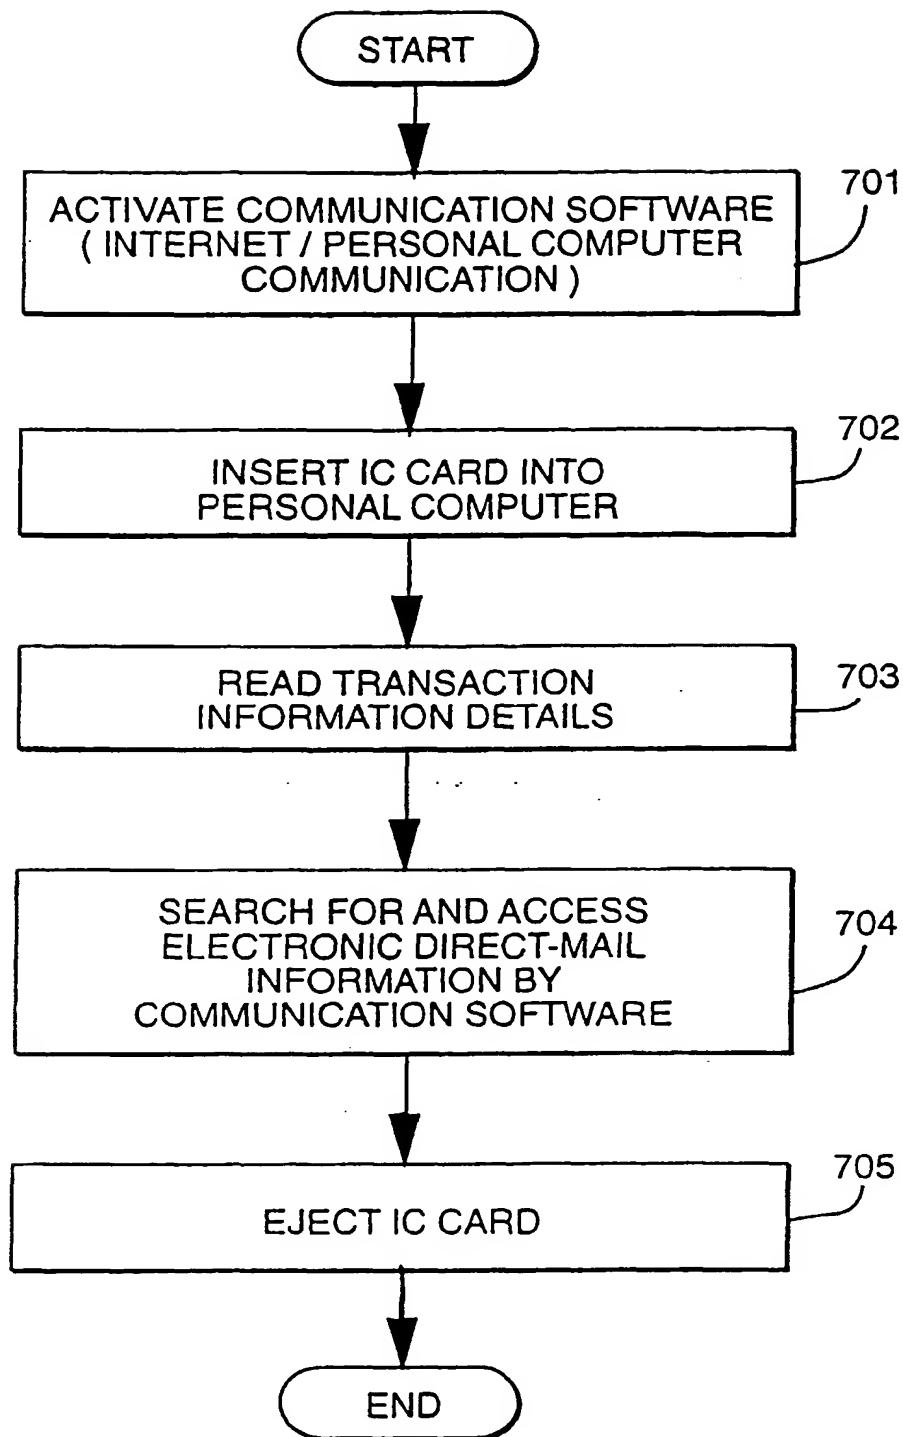 START
701
ACTIVATE COMMUNICATION SOFTWARE
( INTERNET / PERSONAL COMPUTER
COMMUNICATION )
702
INSERT IC CARD INTO
PERSONAL COMPUTER
703
READ TRANSACTION
INFORMATION DETAILS
704
SEARCH FOR AND ACCESS
ELECTRONIC DIRECT-MAIL
INFORMATION BY
COMMUNICATION SOFTWARE
705
EJECT IC CARD
END